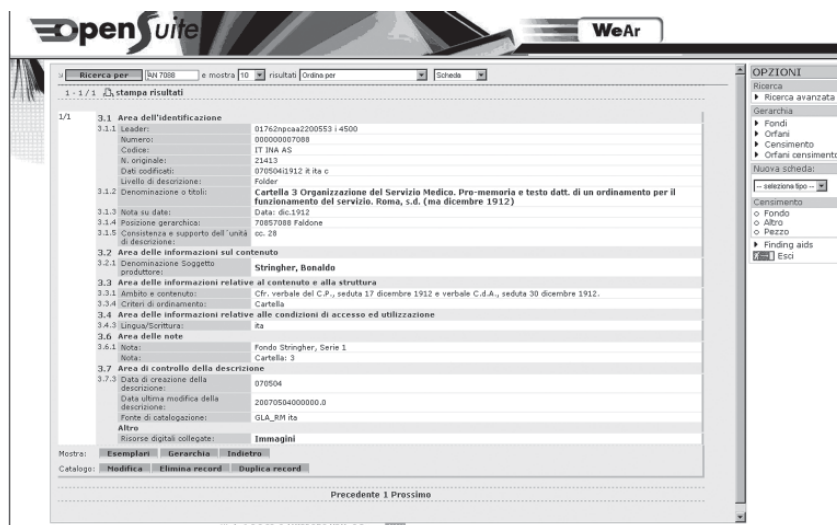 OpenSuite
WeAr
Ricerca per AN 7088 e mostra 10 risultati Ordina per Scheda
1 - 1 / 1 stampa risultati
1/1
3.1 Area dell'identificazione
3.1.1 Leader: 01762npcaa2200553 i 4500
Numero: 000000007088
Codice: IT INA AS
N. originale: 21413
Dati codificati: 070504i1912 it ita c
Livello di descrizione: Folder
3.1.2 Denominazione o titoli: Cartella 3 Organizzazione del Servizio Medico. Pro-memoria e testo datt. di un ordinamento per il
funzionamento del servizio. Roma, s.d. (ma dicembre 1912)
3.1.3 Nota su date: Data: dic.1912
3.1.4 Posizione gerarchica: 70857088 Faldone
3.1.5 Consistenza e supporto dell'unità
di descrizione: cc. 28
3.2 Area delle informazioni sul contenuto
3.2.1 Denominazione Soggetto
produttore: Stringher, Bonaldo
3.3 Area delle informazioni relative al contenuto e alla struttura
3.3.1 Ambito e contenuto: Cfr. verbale del C.P., seduta 17 dicembre 1912 e verbale C.d.A., seduta 30 dicembre 1912.
3.3.4 Criteri di ordinamento: Cartella
3.4 Area delle informazioni relative alle condizioni di accesso ed utilizzazione
3.4.3 Lingua/Scrittura: ita
3.6 Area delle note
3.6.1 Nota: Fondo Stringher, Serie 1
Nota: Cartella: 3
3.7 Area di controllo della descrizione
3.7.3 Data di creazione della
descrizione: 070504
Data ultima modifica della
descrizione: 20070504000000.0
Fonte di catalogazione: GLA_RM ita
Altro
Risorse digitali collegate: Immagini
Mostra: Esemplari Gerarchia Indietro
Catalogo: Modifica Elimina record Duplica record
Precedente 1 Prossimo
OPZIONI
Ricerca
Ricerca avanzata
Gerarchia
Fondi
Orfani
Censimento
Orfani censimento
Nuova scheda:
-- seleziona tipo --
Censimento
Fondo
Altro
Pezzo
Finding aids
Esci